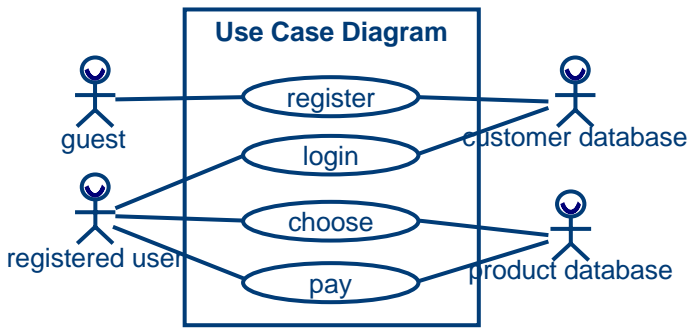 Use Case Diagram
register
guest
customer database
login
choose
registered user
product database
pay